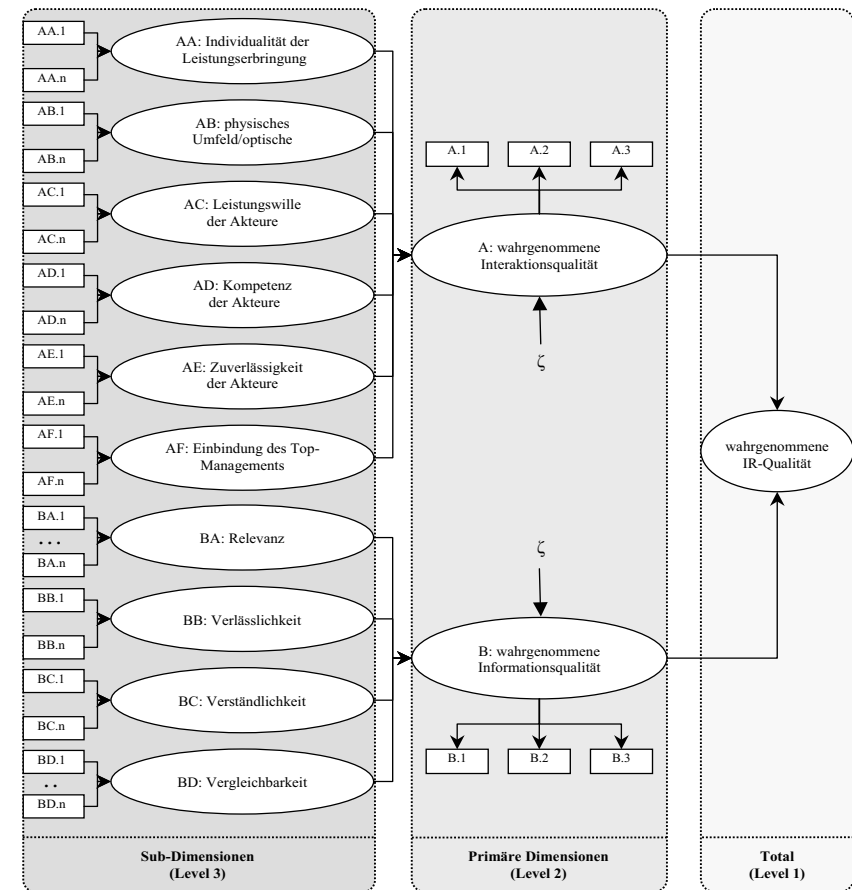 AA.1
AA.n
AA: Individualität der
Leistungserbringung
AB.1
AB.n
AB: physisches
Umfeld/optische
AC.1
AC.n
AC: Leistungswille
der Akteure
AD.1
AD.n
AD: Kompetenz
der Akteure
AE.1
AE.n
AE: Zuverlässigkeit
der Akteure
AF.1
AF.n
AF: Einbindung des Top-
Managements
BA.1
...
BA.n
BA: Relevanz
BB.1
BB.n
BB: Verlässlichkeit
BC.1
BC.n
BC: Verständlichkeit
BD.1
..
BD.n
BD: Vergleichbarkeit
Sub-Dimensionen
(Level 3)
A.1
A.2
A.3
A: wahrgenommene
Interaktionsqualität
ζ
ζ
B: wahrgenommene
Informationsqualität
B.1
B.2
B.3
Primäre Dimensionen
(Level 2)
wahrgenommene
IR-Qualität
Total
(Level 1)